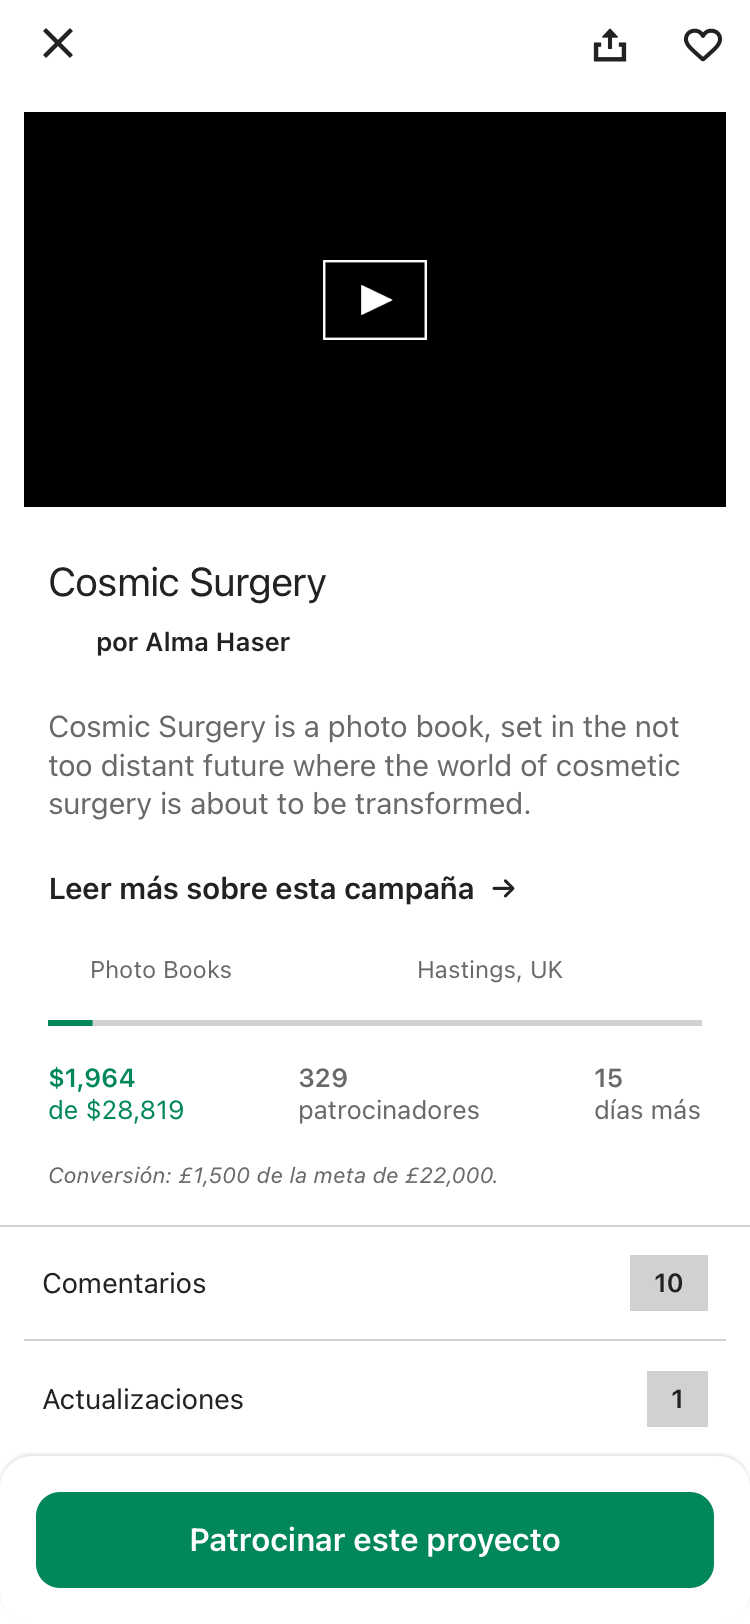 Cosmic Surgery
por Alma Haser
Cosmic Surgery is a photo book, set in the not
too distant future where the world of cosmetic
surgery is about to be transformed.
Leer más sobre esta campaña →
Photo Books
Hastings, UK
$1,964
de $28,819
329
patrocinadores
15
días más
Conversión: £1,500 de la meta de £22,000.
Comentarios
10
Actualizaciones
1
Patrocinar este proyecto